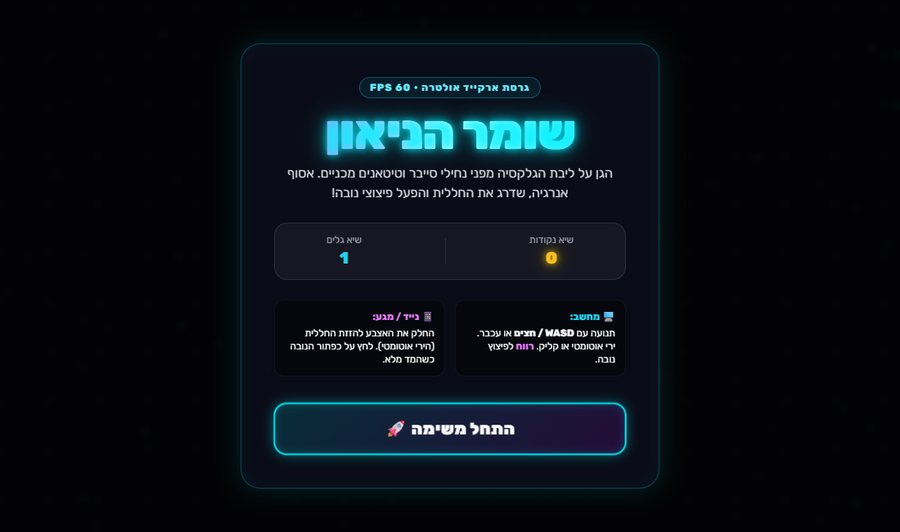 גרסת ארקייד אולטרה • 60 FPS
שומר הניאון
הגן על ליבת הגלקסיה מפני נחילי סייבר וטיטאנים מכניים. אסוף
אנרגיה, שדרג את החללית והפעל פיצוצי נובה!
שיא נקודות
0
שיא גלים
1
מחשב:
תנועה עם WASD / חצים או עכבר.
ירי אוטומטי או קליק. רווח לפיצוץ
נובה.
נייד / מגע:
החלק את האצבע להזזת החללית
(הירי אוטומטי). לחץ על כפתור הנובה
כשהמד מלא.
התחל משימה 🚀